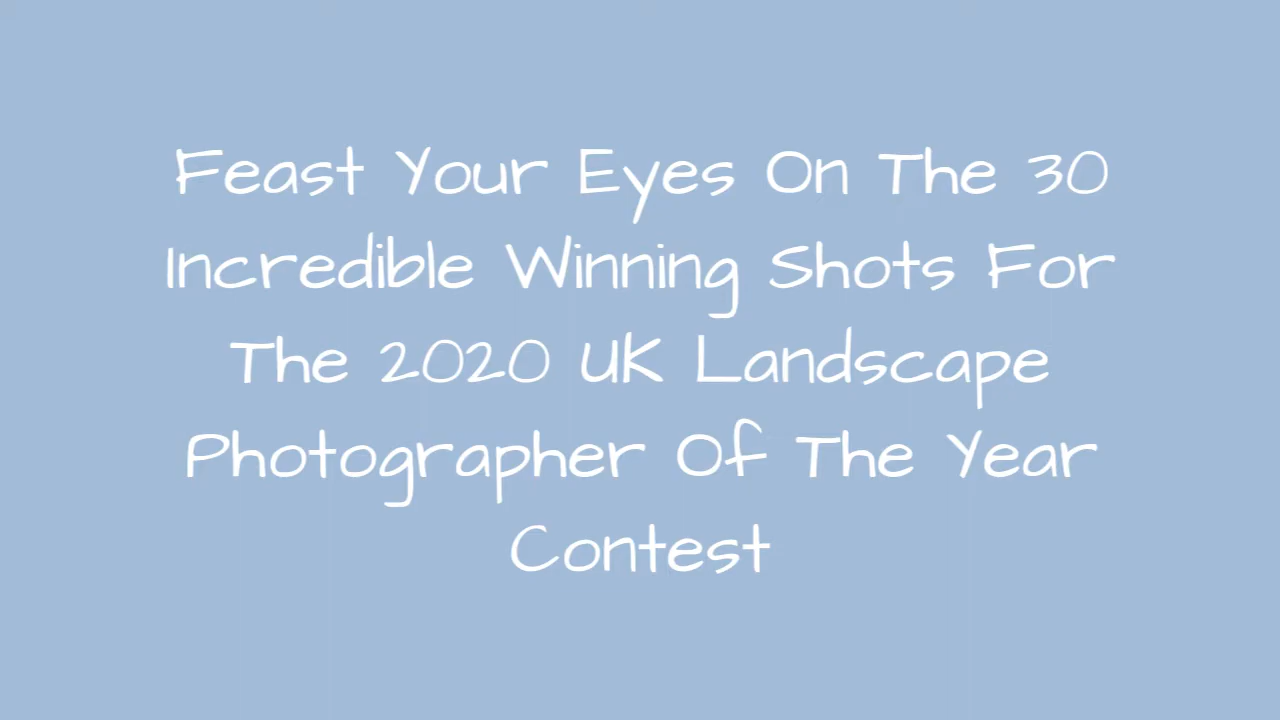 Feast Your Eyes On The 30
Incredible Winning Shots For
The 2020 UK Landscape
Photographer Of The Year
Contest